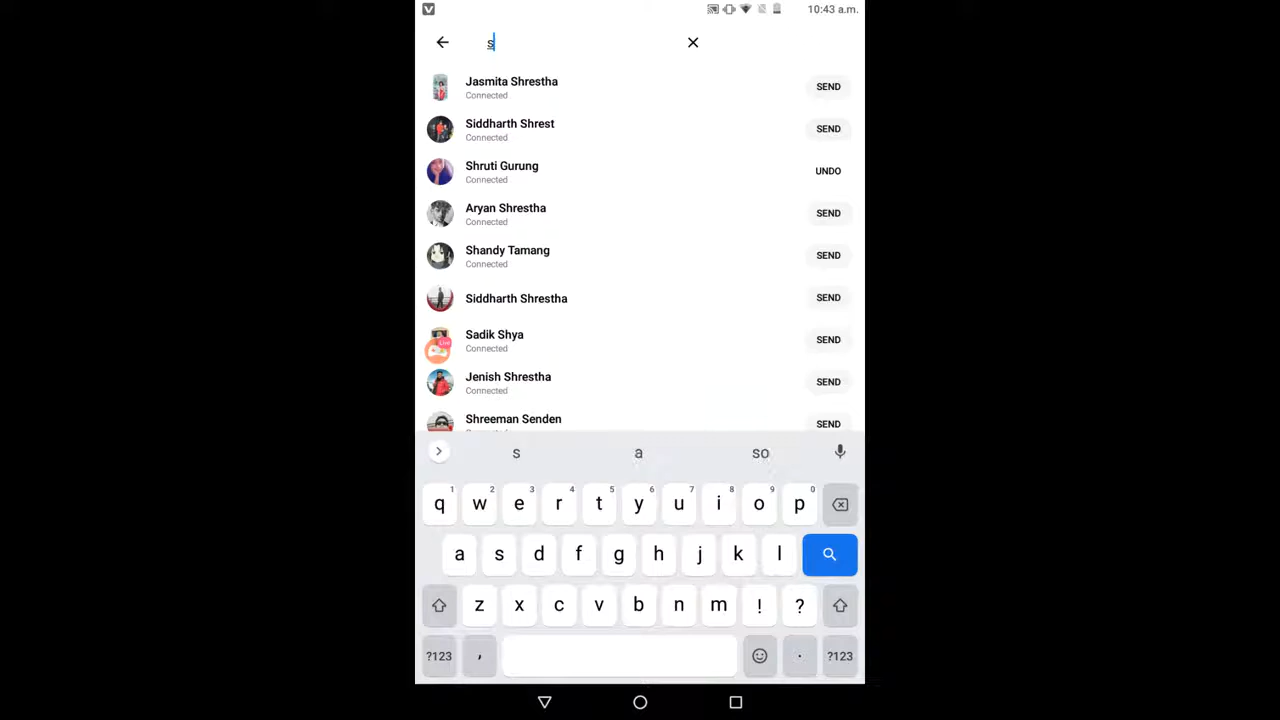 10:43 a.m.
s
Jasmita Shrestha
Connected
SEND
Siddharth Shrest
Connected
SEND
Shruti Gurung
Connected
UNDO
Aryan Shrestha
Connected
SEND
Shandy Tamang
Connected
SEND
Siddharth Shrestha
SEND
Sadik Shya
Connected
SEND
Live
Jenish Shrestha
Connected
SEND
Shreeman Senden
SEND
s a so
1 2 3 4 5 6 7 8 9 0
q w e r t y u i o p
a s d f g h j k l
z x c v b n m ! ?
?123 , . ?123